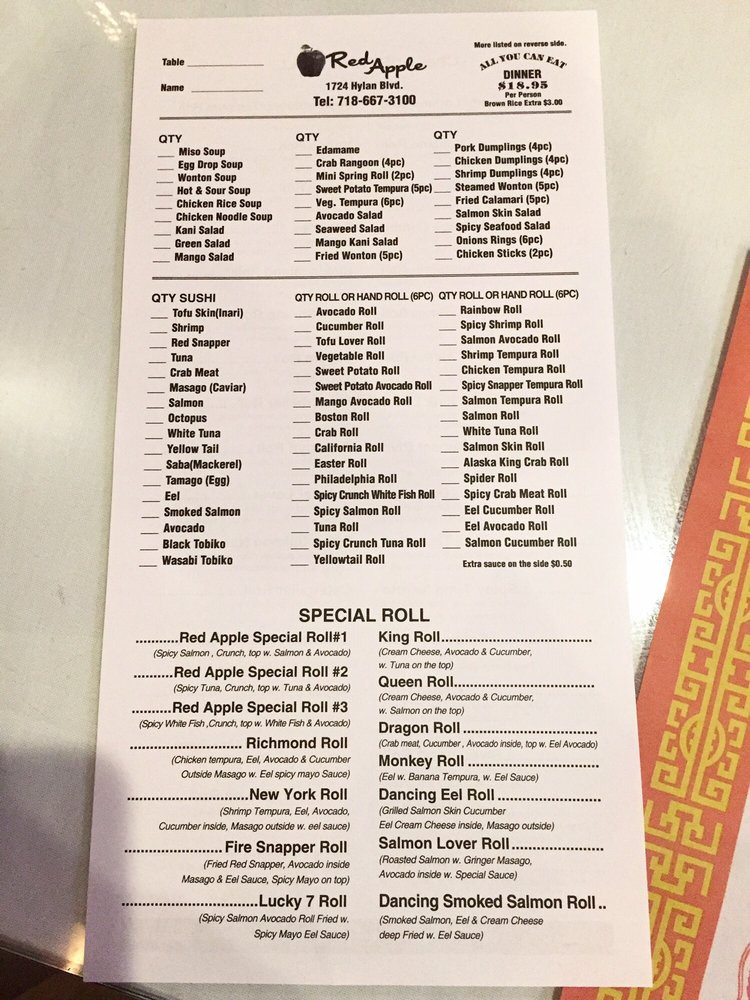 Table
Name
Red Apple
1724 Hylan Blvd.
Tel: 718-667-3100
More listed on reverse side.
ALL YOU CAN EAT
DINNER
$18.95
Per Person
Brown Rice Extra $3.00
QTY
Miso Soup
Egg Drop Soup
Wonton Soup
Hot & Sour Soup
Chicken Rice Soup
Chicken Noodle Soup
Kani Salad
Green Salad
Mango Salad
QTY
Edamame
Crab Rangoon (4pc)
Mini Spring Roll (2pc)
Sweet Potato Tempura (5pc)
Veg. Tempura (6pc)
Avocado Salad
Seaweed Salad
Mango Kani Salad
Fried Wonton (5pc)
QTY
Pork Dumplings (4pc)
Chicken Dumplings (4pc)
Shrimp Dumplings (4pc)
Steamed Wonton (5pc)
Fried Calamari (5pc)
Salmon Skin Salad
Spicy Seafood Salad
Onions Rings (6pc)
Chicken Sticks (2pc)
QTY SUSHI
Tofu Skin(Inari)
Shrimp
Red Snapper
Tuna
Crab Meat
Masago (Caviar)
Salmon
Octopus
White Tuna
Yellow Tail
Saba(Mackerel)
Tamago (Egg)
Eel
Smoked Salmon
Avocado
Black Tobiko
Wasabi Tobiko
QTY ROLL OR HAND ROLL (6PC)
Avocado Roll
Cucumber Roll
Tofu Lover Roll
Vegetable Roll
Sweet Potato Roll
Sweet Potato Avocado Roll
Mango Avocado Roll
Boston Roll
Crab Roll
California Roll
Easter Roll
Philadelphia Roll
Spicy Crunch White Fish Roll
Spicy Salmon Roll
Tuna Roll
Spicy Crunch Tuna Roll
Yellowtail Roll
QTY ROLL OR HAND ROLL (6PC)
Rainbow Roll
Spicy Shrimp Roll
Salmon Avocado Roll
Shrimp Tempura Roll
Chicken Tempura Roll
Spicy Snapper Tempura Roll
Salmon Tempura Roll
Salmon Roll
White Tuna Roll
Salmon Skin Roll
Alaska King Crab Roll
Spider Roll
Spicy Crab Meat Roll
Eel Cucumber Roll
Eel Avocado Roll
Salmon Cucumber Roll
Extra sauce on the side $0.50
SPECIAL ROLL
Red Apple Special Roll#1
(Spicy Salmon , Crunch, top w. Salmon & Avocado)
Red Apple Special Roll #2
(Spicy Tuna, Crunch, top w. Tuna & Avocado)
Red Apple Special Roll #3
(Spicy White Fish ,Crunch, top w. White Fish & Avocado)
Richmond Roll
(Chicken tempura, Eel, Avocado & Cucumber
Outside Masago w. Eel spicy mayo Sauce)
New York Roll
(Shrimp Tempura, Eel, Avocado,
Cucumber inside, Masago outside w. eel sauce)
Fire Snapper Roll
(Fried Red Snapper, Avocado inside
Masago & Eel Sauce, Spicy Mayo on top)
Lucky 7 Roll
(Spicy Salmon Avocado Roll Fried w.
Spicy Mayo Eel Sauce)
King Roll
(Cream Cheese, Avocado & Cucumber,
w. Tuna on the top)
Queen Roll
(Cream Cheese, Avocado & Cucumber,
w. Salmon on the top)
Dragon Roll
(Crab meat, Cucumber , Avocado inside, top w. Eel Avocado)
Monkey Roll
(Eel w. Banana Tempura, w. Eel Sauce)
Dancing Eel Roll
(Grilled Salmon Skin Cucumber
Eel Cream Cheese inside, Masago outside)
Salmon Lover Roll
(Roasted Salmon w. Gringer Masago,
Avocado inside w. Special Sauce)
Dancing Smoked Salmon Roll ..
(Smoked Salmon, Eel & Cream Cheese
deep Fried w. Eel Sauce)